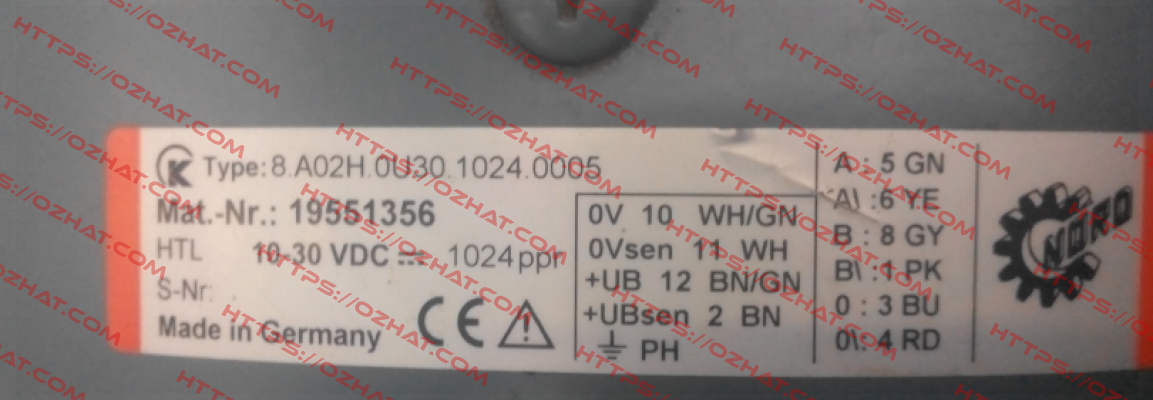 K Type: 8.A02H.0U30.1024.0005
Mat.-Nr.: 19551356
HTL 10-30 VDC 1024 ppr
S-Nr:
Made in Germany CE
0V 10 WH/GN
0Vsen 11 WH
+UB 12 BN/GN
+UBsen 2 BN
PH
A : 5 GN
A\ : 6 YE
B : 8 GY
B\ : 1 PK
0 : 3 BU
0\: 4 RD
NORD
HTTPS://OZHAT.COM